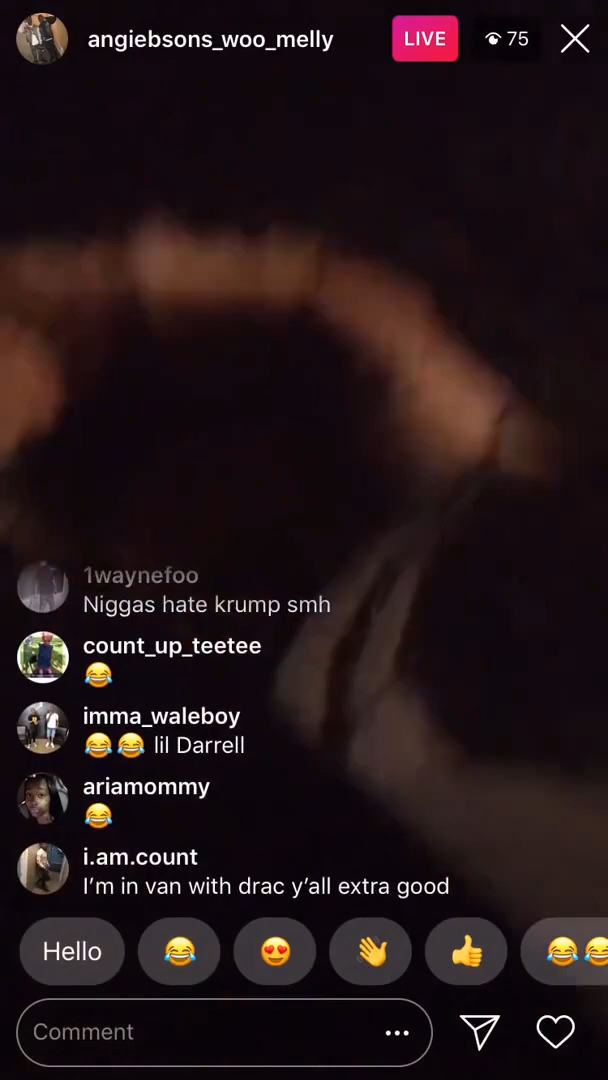 angiebsons_woo_melly LIVE 75
1waynefoo
Niggas hate krump smh
count_up_teetee
😂
imma_waleboy
😂😂 lil Darrell
ariamommy
😂
i.am.count
I’m in van with drac y’all extra good
Hello 😂 😍 👋 👍 😂😂
Comment